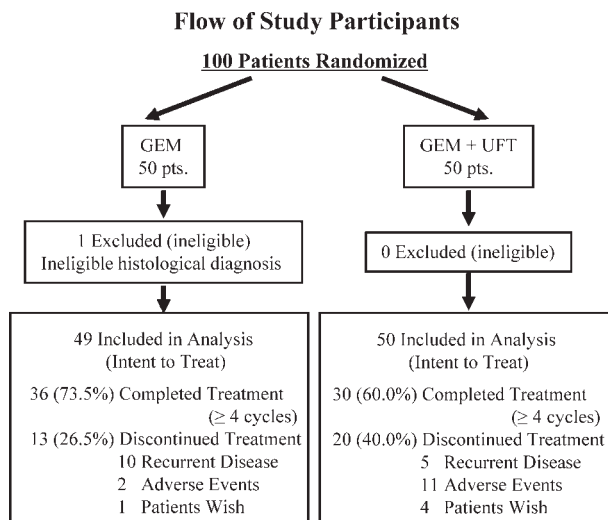 Flow of Study Participants
100 Patients Randomized
GEM
50 pts.
GEM + UFT
50 pts.
1 Excluded (ineligible)
Ineligible histological diagnosis
0 Excluded (ineligible)
49 Included in Analysis
(Intent to Treat)
36 (73.5%) Completed Treatment
(≥ 4 cycles)
13 (26.5%) Discontinued Treatment
10 Recurrent Disease
2 Adverse Events
1 Patients Wish
50 Included in Analysis
(Intent to Treat)
30 (60.0%) Completed Treatment
(≥ 4 cycles)
20 (40.0%) Discontinued Treatment
5 Recurrent Disease
11 Adverse Events
4 Patients Wish